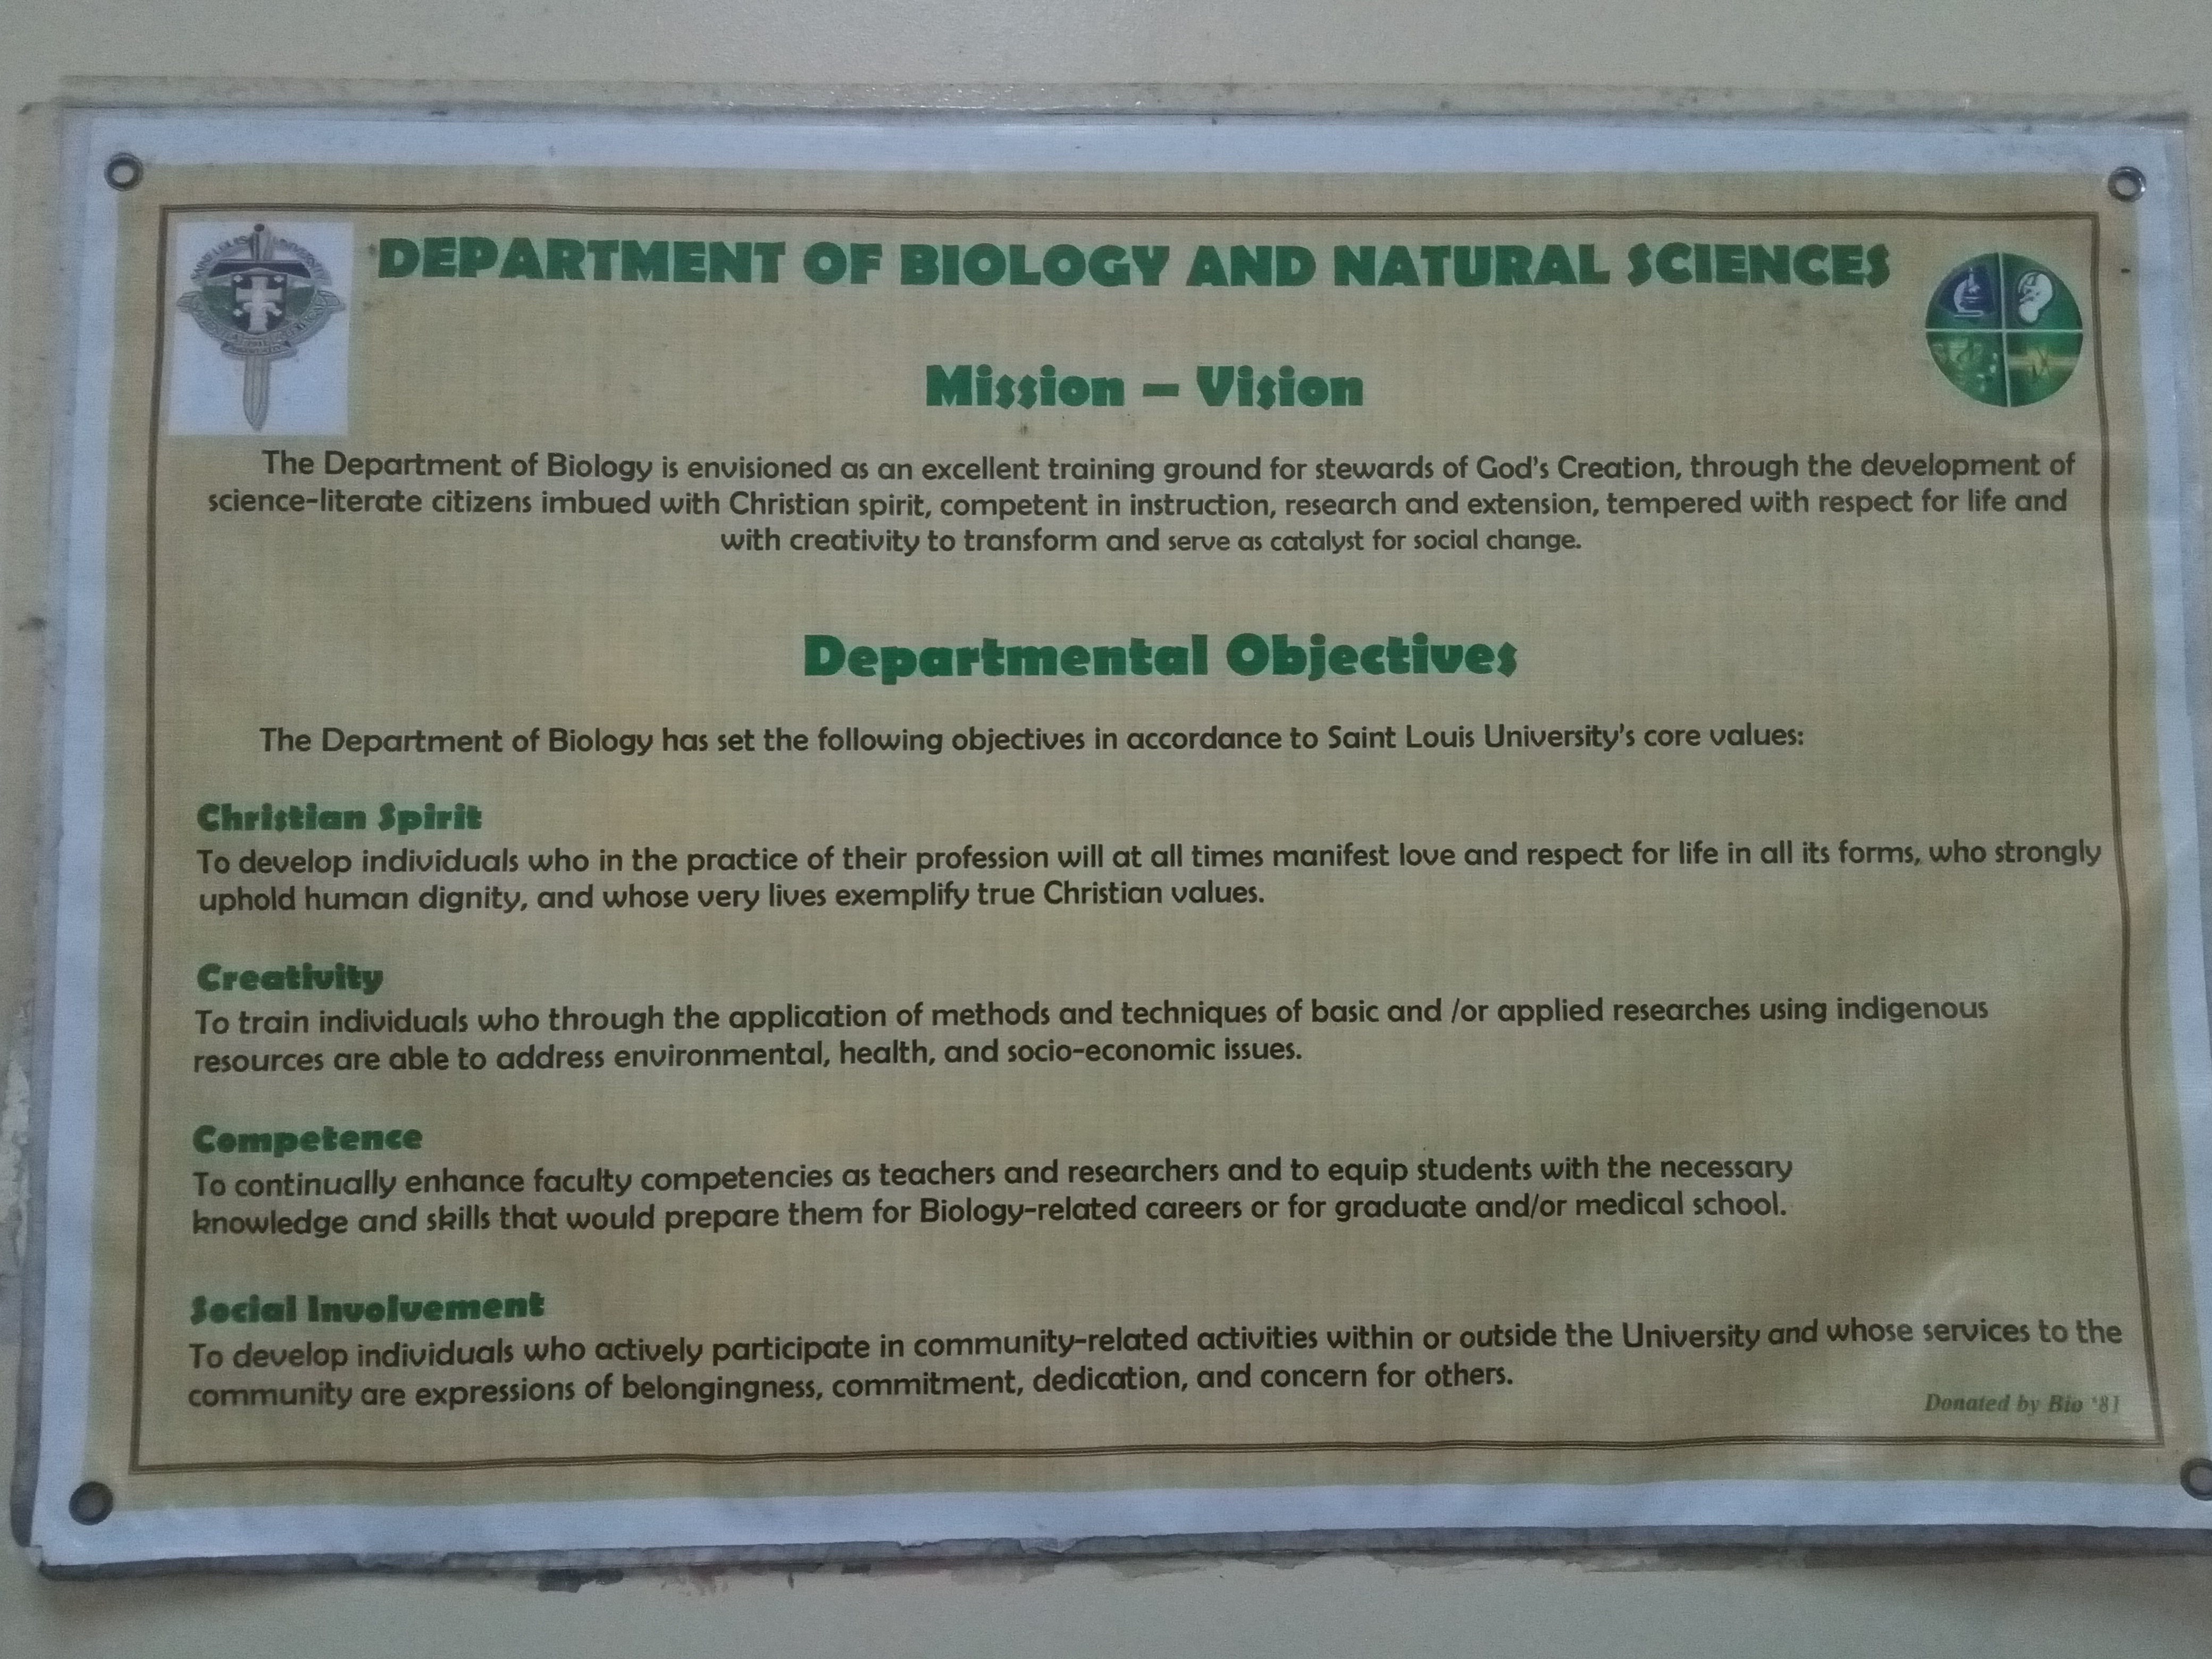 DEPARTMENT OF BIOLOGY AND NATURAL SCIENCES
Mission – Vision
The Department of Biology is envisioned as an excellent training ground for stewards of God's Creation, through the development of
science-literate citizens imbued with Christian spirit, competent in instruction, research and extension, tempered with respect for life and
with creativity to transform and serve as catalyst for social change.
Departmental Objectives
The Department of Biology has set the following objectives in accordance to Saint Louis University's core values:
Christian Spirit
To develop individuals who in the practice of their profession will at all times manifest love and respect for life in all its forms, who strongly
uphold human dignity, and whose very lives exemplify true Christian values.
Creativity
To train individuals who through the application of methods and techniques of basic and /or applied researches using indigenous
resources are able to address environmental, health, and socio-economic issues.
Competence
To continually enhance faculty competencies as teachers and researchers and to equip students with the necessary
knowledge and skills that would prepare them for Biology-related careers or for graduate and/or medical school.
Social Involvement
To develop individuals who actively participate in community-related activities within or outside the University and whose services to the
community are expressions of belongingness, commitment, dedication, and concern for others.
Donated by Bio '81